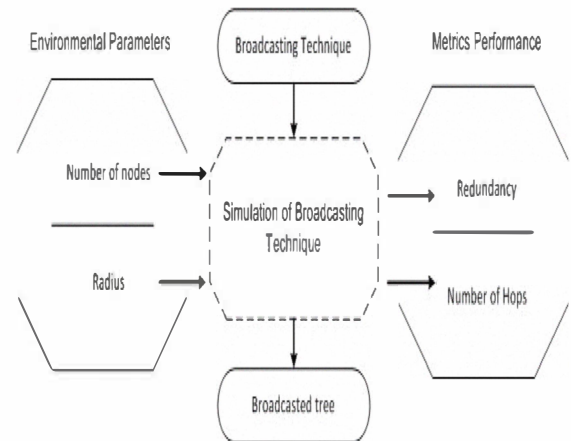 Environmental Parameters
Broadcasting Technique
Metrics Performance
Number of nodes
Redundancy
Simulation of Broadcasting
Technique
Radius
Number of Hops
Broadcasted tree